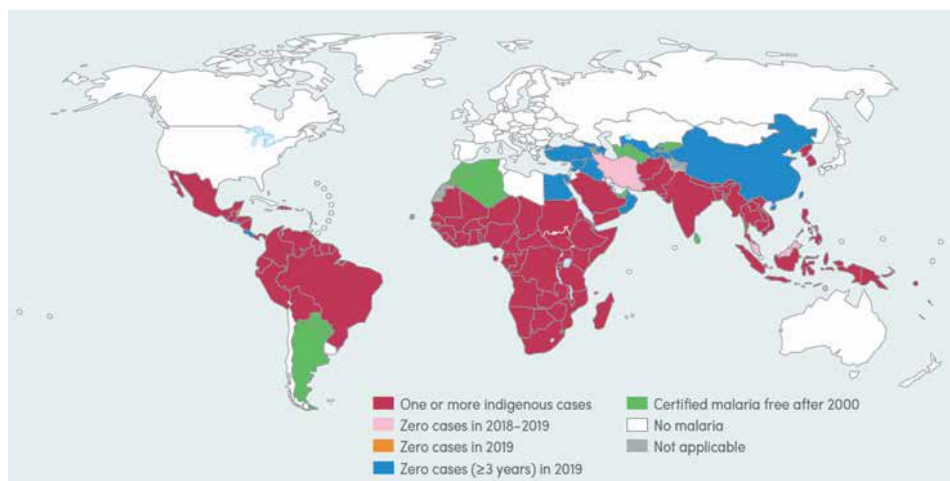 One or more indigenous cases
Zero cases in 2018–2019
Zero cases in 2019
Zero cases (≥3 years) in 2019
Certified malaria free after 2000
No malaria
Not applicable